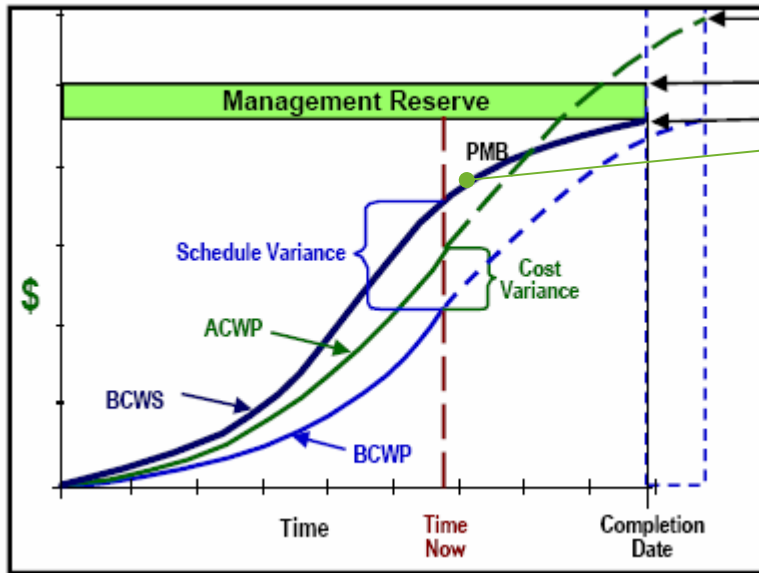 Management Reserve
PMB
Schedule Variance
Cost
Variance
$
ACWP
BCWS
BCWP
Time
Time
Now
Completion
Date